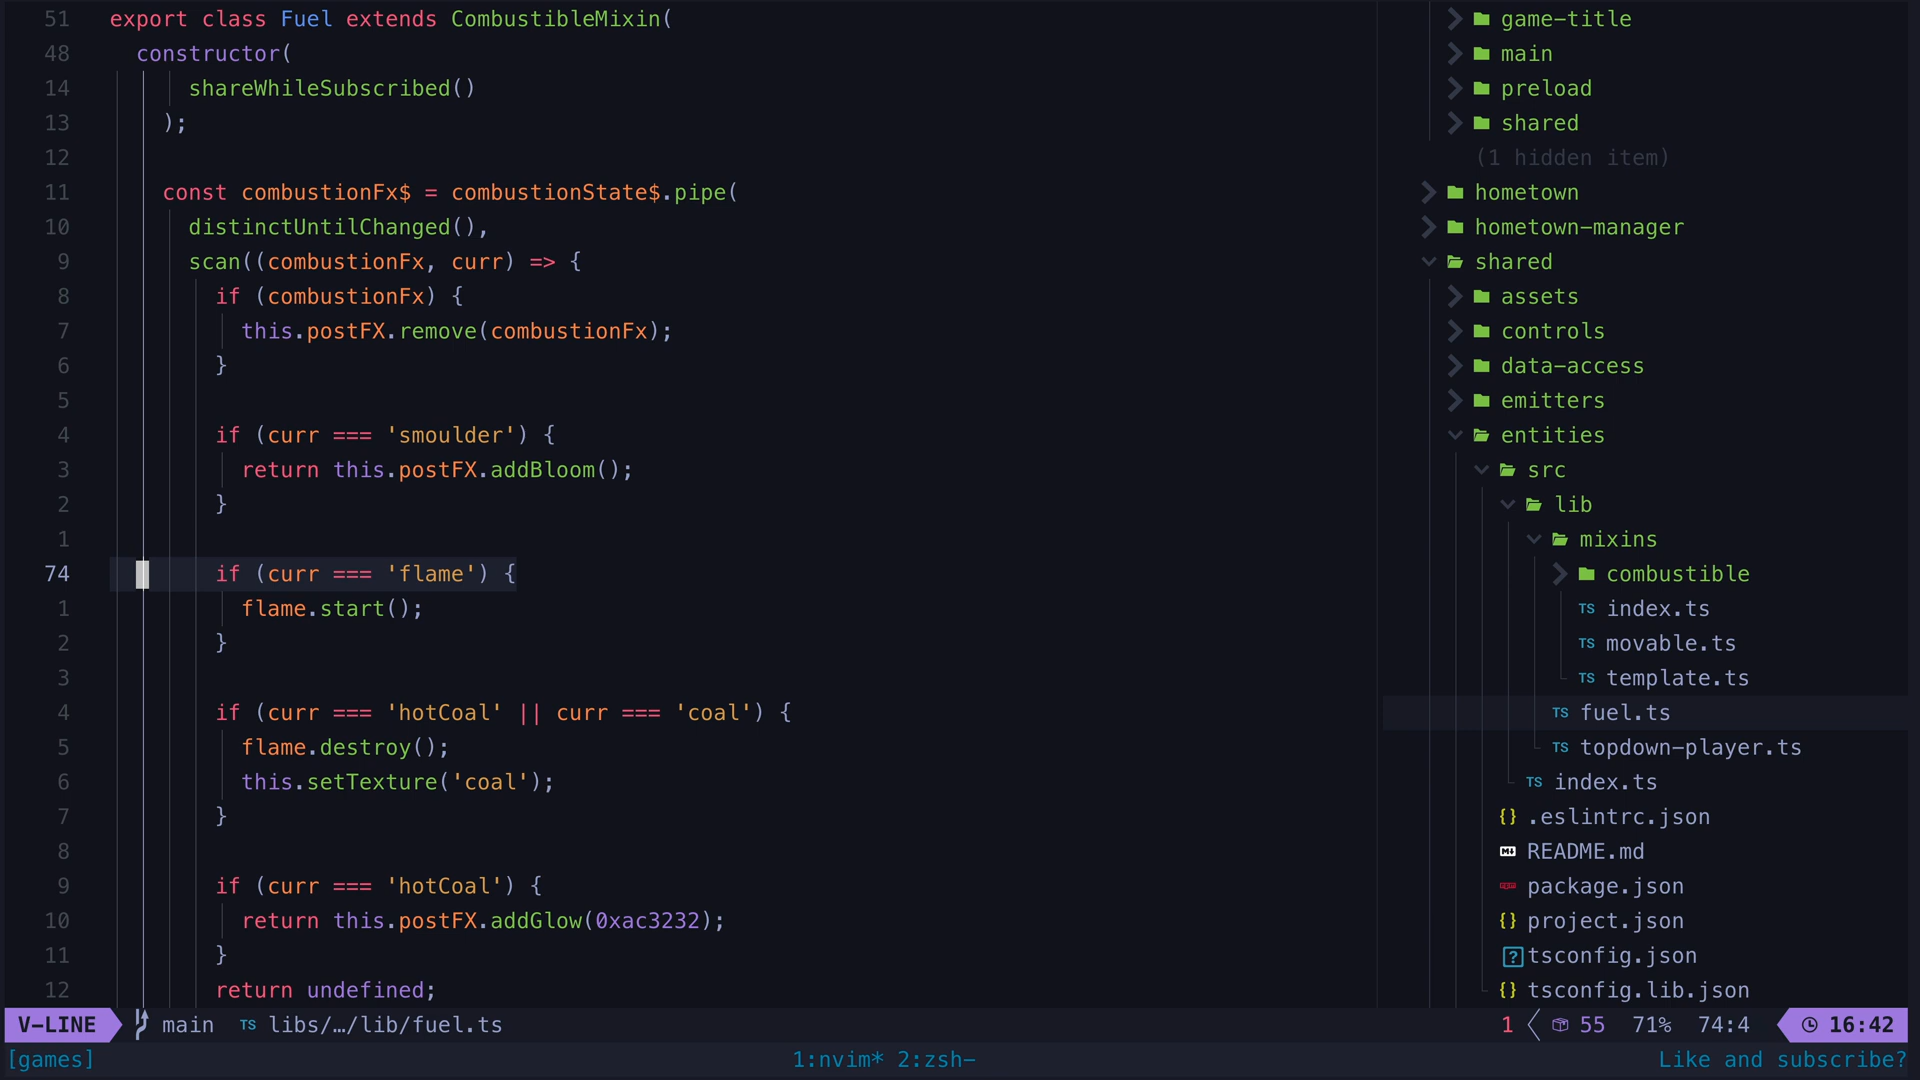 51 export class Fuel extends CombustibleMixin(
48 constructor(
14 shareWhileSubscribed()
13 );
12
11 const combustionFx$ = combustionState$.pipe(
10 distinctUntilChanged(),
9 scan((combustionFx, curr) => {
8 if (combustionFx) {
7 this.postFX.remove(combustionFx);
6 }
5
4 if (curr === 'smoulder') {
3 return this.postFX.addBloom();
2 }
1
74 if (curr === 'flame') {
1 flame.start();
2 }
3
4 if (curr === 'hotCoal' || curr === 'coal') {
5 flame.destroy();
6 this.setTexture('coal');
7 }
8
9 if (curr === 'hotCoal') {
10 return this.postFX.addGlow(0xac3232);
11 }
12 return undefined;
game-title
main
preload
shared
(1 hidden item)
hometown
hometown-manager
shared
assets
controls
data-access
emitters
entities
src
lib
mixins
combustible
TS index.ts
TS movable.ts
TS template.ts
TS fuel.ts
TS topdown-player.ts
TS index.ts
{} .eslintrc.json
README.md
package.json
{} project.json
tsconfig.json
{} tsconfig.lib.json
V-LINE main TS libs/…/lib/fuel.ts 1 55 71% 74:4 16:42
[games] 1:nvim* 2:zsh- Like and subscribe?